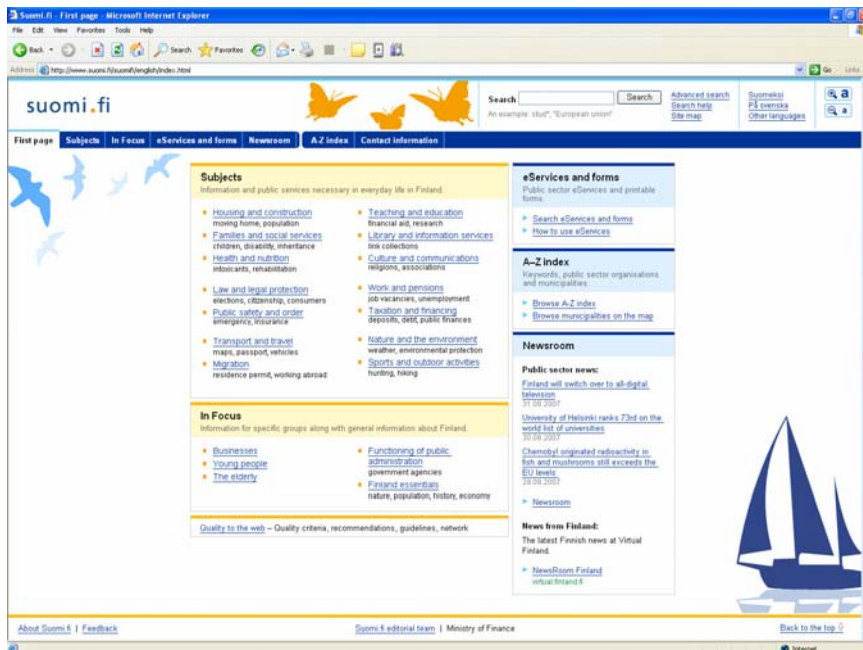 Suomi.fi - First page - Microsoft Internet Explorer
File Edit View Favorites Tools Help
Back Search Favorites
Address http://www.suomi.fi/suomifi/english/index.html Go Links
suomi.fi
Search Search
An example: stud*, "European union"
Advanced search
Search help
Site map
Suomeksi
På svenska
Other languages
a
a
First page Subjects In Focus eServices and forms Newsroom A-Z index Contact information
Subjects
Information and public services necessary in everyday life in Finland.
Housing and construction
moving home, population
Families and social services
children, disability, inheritance
Health and nutrition
intoxicants, rehabilitation
Law and legal protection
elections, citizenship, consumers
Public safety and order
emergency, insurance
Transport and travel
maps, passport, vehicles
Migration
residence permit, working abroad
Teaching and education
financial aid, research
Library and information services
link collections
Culture and communications
religions, associations
Work and pensions
job vacancies, unemployment
Taxation and financing
deposits, debt, public finances
Nature and the environment
weather, environmental protection
Sports and outdoor activities
hunting, hiking
In Focus
Information for specific groups along with general information about Finland.
Businesses
Young people
The elderly
Functioning of public
administration
government agencies
Finland essentials
nature, population, history, economy
Quality to the web – Quality criteria, recommendations, guidelines, network
eServices and forms
Public sector eServices and printable
forms.
Search eServices and forms
How to use eServices
A–Z index
Keywords, public sector organisations
and municipalities.
Browse A-Z index
Browse municipalities on the map
Newsroom
Public sector news:
Finland will switch over to all-digital
television
31.08.2007
University of Helsinki ranks 73rd on the
world list of universities
30.08.2007
Chernobyl originated radioactivity in
fish and mushrooms still exceeds the
EU levels
29.08.2007
Newsroom
News from Finland:
The latest Finnish news at Virtual
Finland.
NewsRoom Finland
virtual.finland.fi
About Suomi.fi | Feedback
Suomi.fi editorial team | Ministry of Finance
Back to the top
Internet